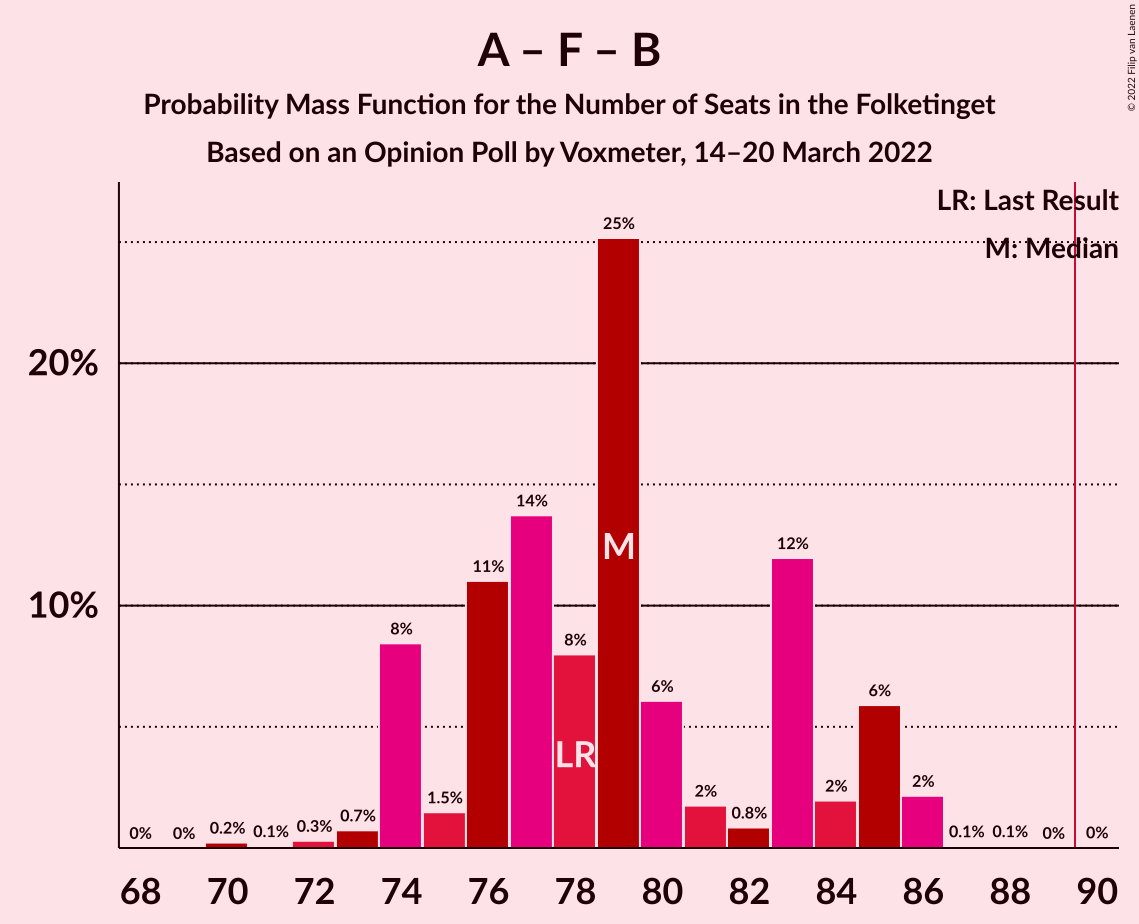 A – F – B
Probability Mass Function for the Number of Seats in the Folketinget
Based on an Opinion Poll by Voxmeter, 14–20 March 2022
© 2022 Filip van Laenen
LR: Last Result
M: Median
20%
10%
0%
0%
0.2%
0.1%
0.3%
0.7%
8%
1.5%
11%
14%
8%
25%
6%
2%
0.8%
12%
2%
6%
2%
0.1%
0.1%
0%
0%
M
LR
68 70 72 74 76 78 80 82 84 86 88 90